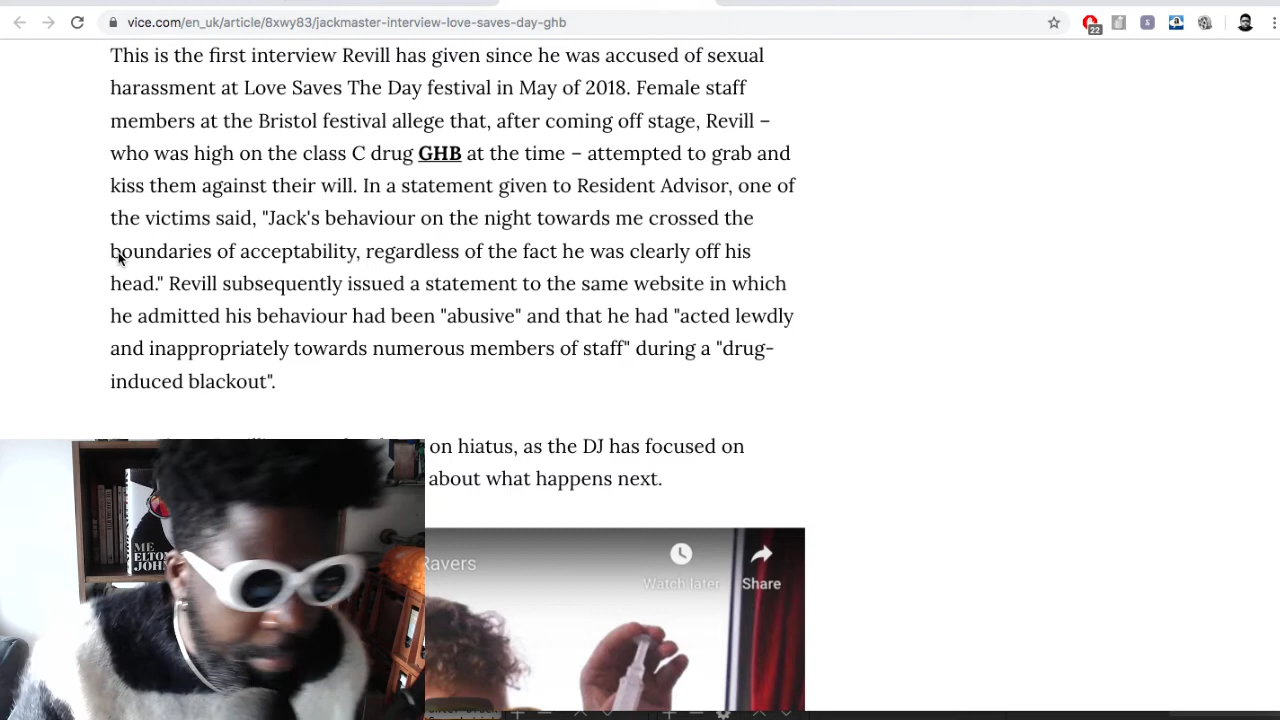 vice.com/en_uk/article/8xwy83/jackmaster-interview-love-saves-day-ghb
22
This is the first interview Revill has given since he was accused of sexual
harassment at Love Saves The Day festival in May of 2018. Female staff
members at the Bristol festival allege that, after coming off stage, Revill –
who was high on the class C drug GHB at the time – attempted to grab and
kiss them against their will. In a statement given to Resident Advisor, one of
the victims said, "Jack's behaviour on the night towards me crossed the
boundaries of acceptability, regardless of the fact he was clearly off his
head." Revill subsequently issued a statement to the same website in which
he admitted his behaviour had been "abusive" and that he had "acted lewdly
and inappropriately towards numerous members of staff" during a "drug-
induced blackout".
on hiatus, as the DJ has focused on
about what happens next.
ME
ELTON
JOHN
Ravers
Watch later
Share